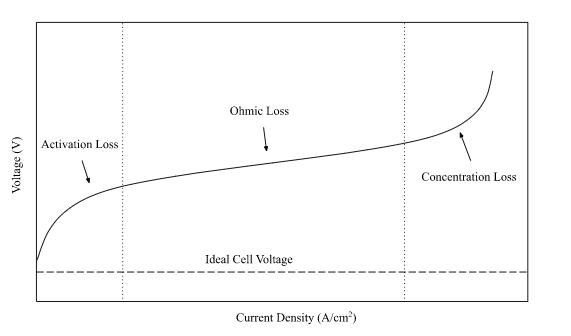 Ohmic Loss
Activation Loss
Voltage (V)
Concentration Loss
Ideal Cell Voltage
Current Density (A/cm²)